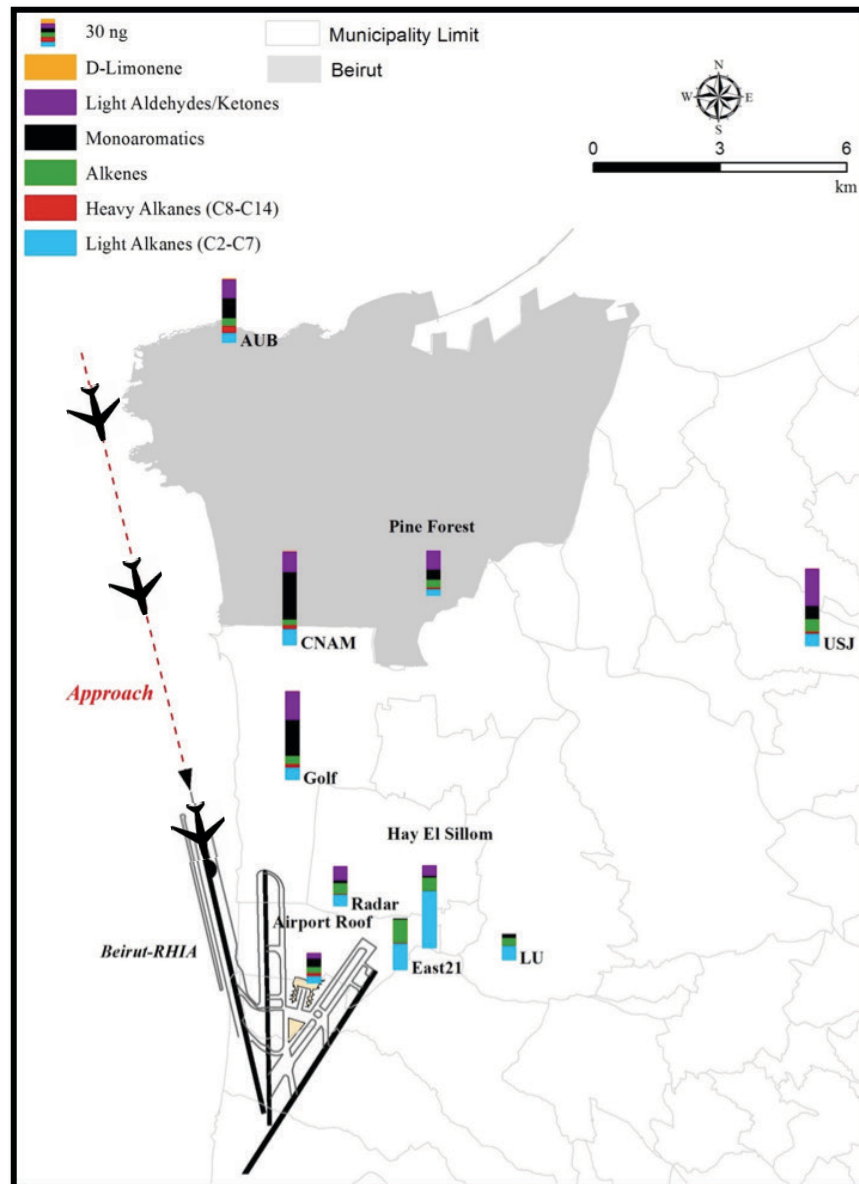 30 ng
D-Limonene
Light Aldehydes/Ketones
Monoaromatics
Alkenes
Heavy Alkanes (C8-C14)
Light Alkanes (C2-C7)
Municipality Limit
Beirut
N
W E
S
0 3 6
km
AUB
Pine Forest
CNAM
USJ
Approach
Golf
Hay El Sillom
Radar
Airport Roof
Beirut-RHIA
East21
LU